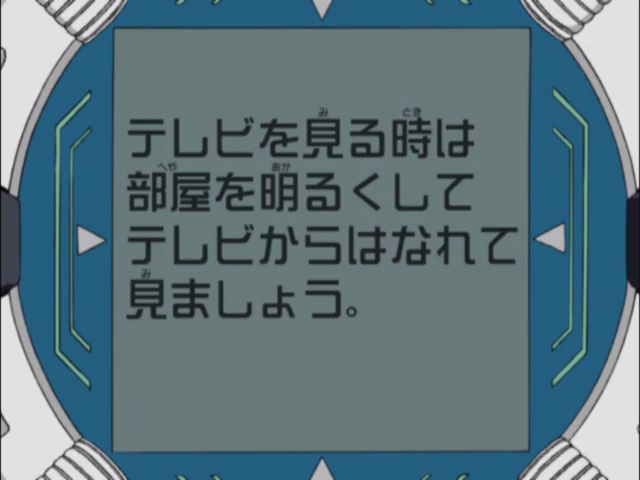 テレビを見る時は
部屋を明るくして
テレビからはなれて
見ましょう。